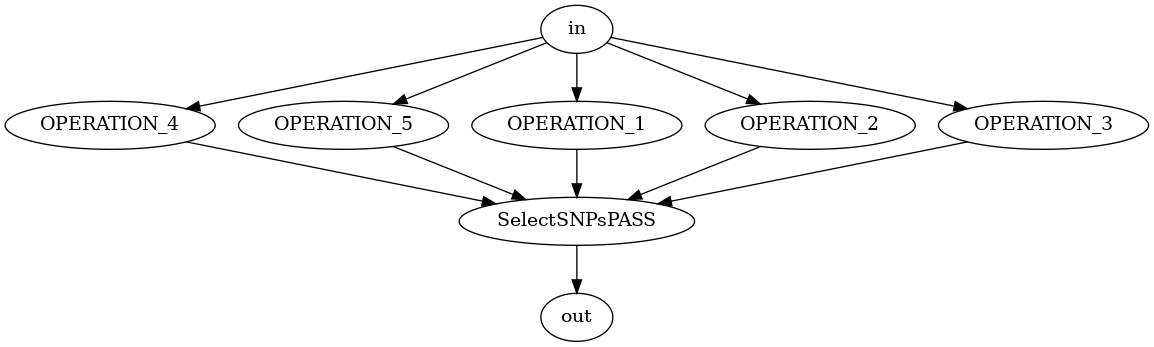 in
OPERATION_4
OPERATION_5
OPERATION_1
OPERATION_2
OPERATION_3
SelectSNPsPASS
out